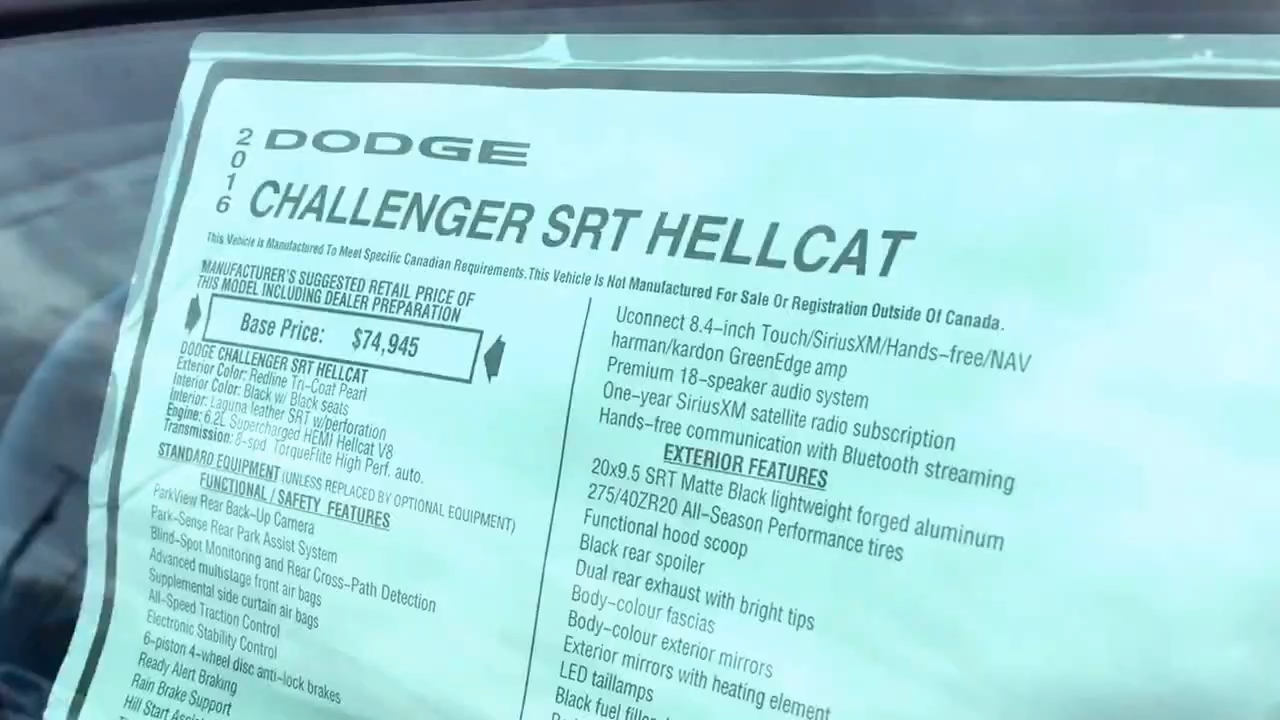 2016
DODGE
CHALLENGER SRT HELLCAT
This Vehicle Is Manufactured To Meet Specific Canadian Requirements.This Vehicle Is Not Manufactured For Sale Or Registration Outside Of Canada.
MANUFACTURER'S SUGGESTED RETAIL PRICE OF
THIS MODEL INCLUDING DEALER PREPARATION
Base Price: $74,945
DODGE CHALLENGER SRT HELLCAT
Exterior Color: Redline Tri-Coat Pearl
Interior Color: Black w/ Black seats
Interior: Laguna leather SRT w/perforation
Engine: 6.2L Supercharged HEMI Hellcat V8
Transmission: 8-spd TorqueFlite High Perf. auto.
STANDARD EQUIPMENT (UNLESS REPLACED BY OPTIONAL EQUIPMENT)
FUNCTIONAL / SAFETY FEATURES
ParkView Rear Back-Up Camera
Park-Sense Rear Park Assist System
Blind-Spot Monitoring and Rear Cross-Path Detection
Advanced multistage front air bags
Supplemental side curtain air bags
All-Speed Traction Control
Electronic Stability Control
6-piston 4-wheel disc anti-lock brakes
Ready Alert Braking
Rain Brake Support
Hill Start
Uconnect 8.4-inch Touch/SiriusXM/Hands-free/NAV
harman/kardon GreenEdge amp
Premium 18-speaker audio system
One-year SiriusXM satellite radio subscription
Hands-free communication with Bluetooth streaming
EXTERIOR FEATURES
20x9.5 SRT Matte Black lightweight forged aluminum
275/40ZR20 All-Season Performance tires
Functional hood scoop
Black rear spoiler
Dual rear exhaust with bright tips
Body-colour fascias
Body-colour exterior mirrors
Exterior mirrors with heating element
LED taillamps
Black fuel